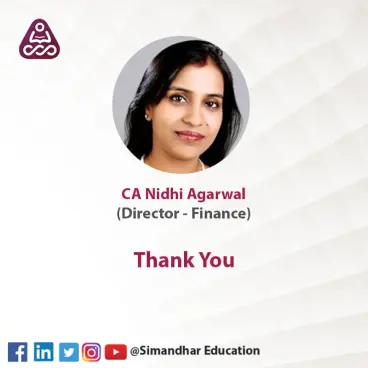 CA Nidhi Agarwal
(Director - Finance)
Thank You
@Simandhar Education